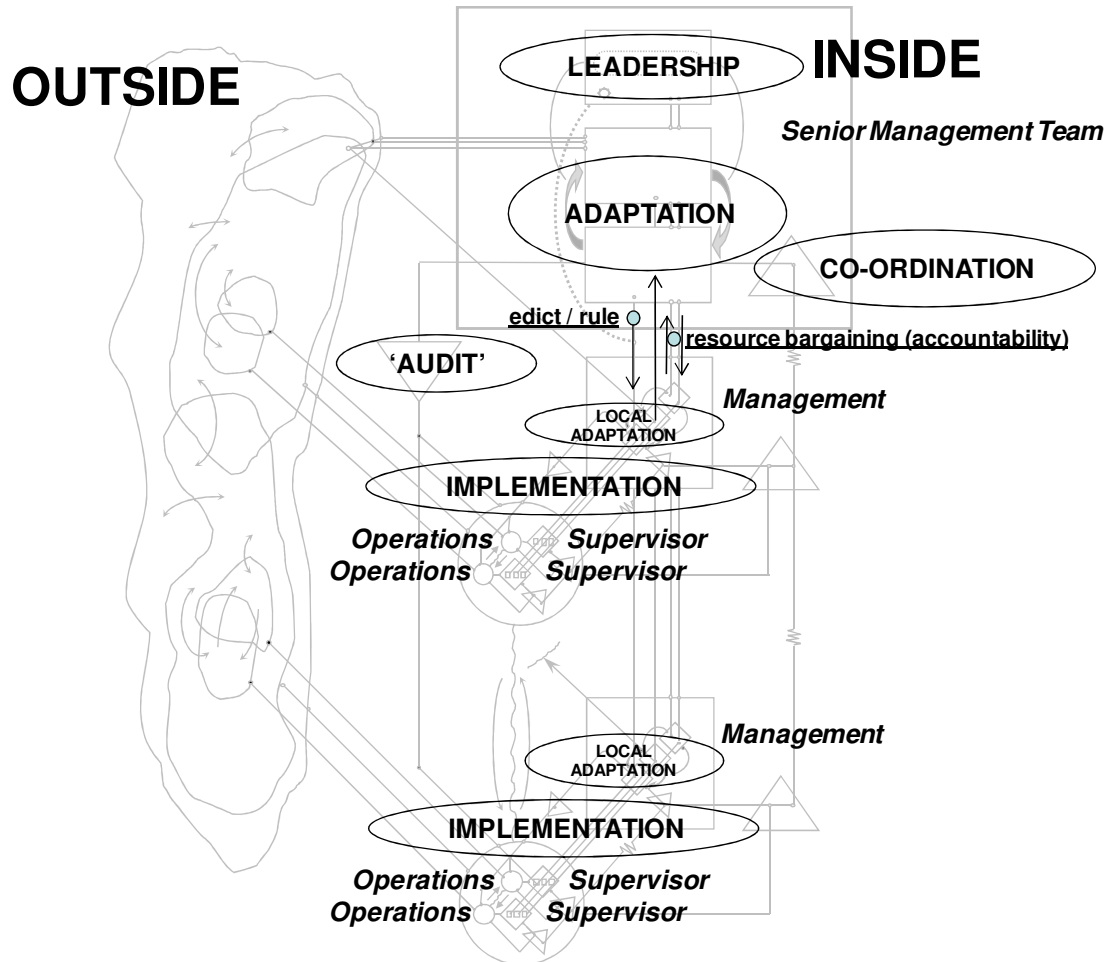 OUTSIDE
INSIDE
LEADERSHIP
Senior Management Team
ADAPTATION
CO-ORDINATION
edict / rule
resource bargaining (accountability)
‘AUDIT’
Management
LOCAL
ADAPTATION
IMPLEMENTATION
Operations
Supervisor
Operations
Supervisor
Management
LOCAL
ADAPTATION
IMPLEMENTATION
Operations
Supervisor
Operations
Supervisor